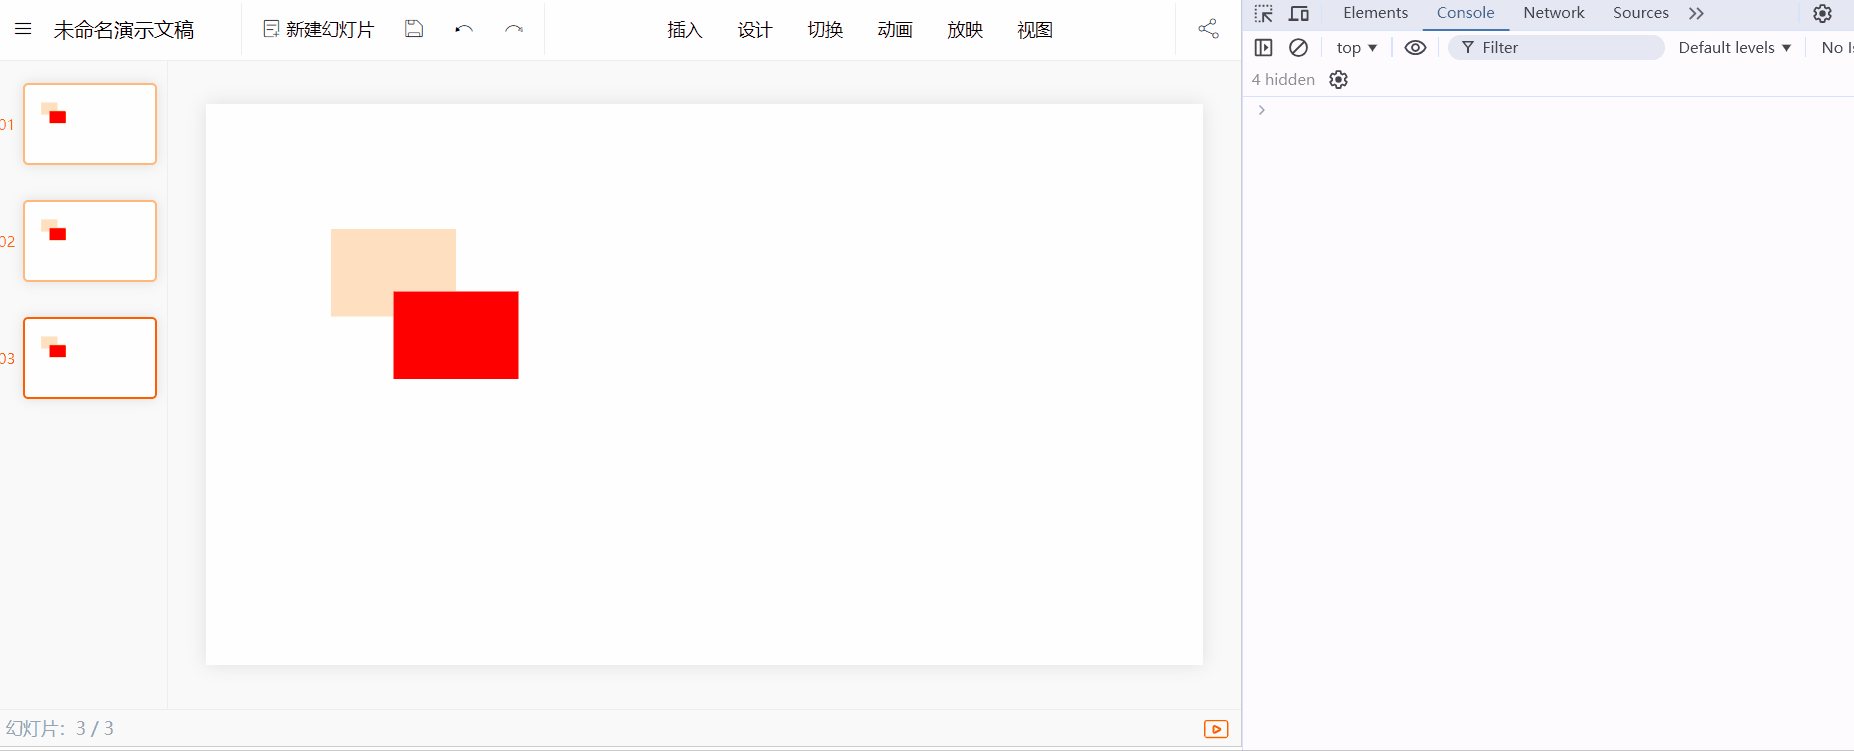 未命名演示文稿 新建幻灯片 插入 设计 切换 动画 放映 视图
01
02
03
幻灯片：3 / 3
Elements Console Network Sources
top Filter Default levels No
4 hidden